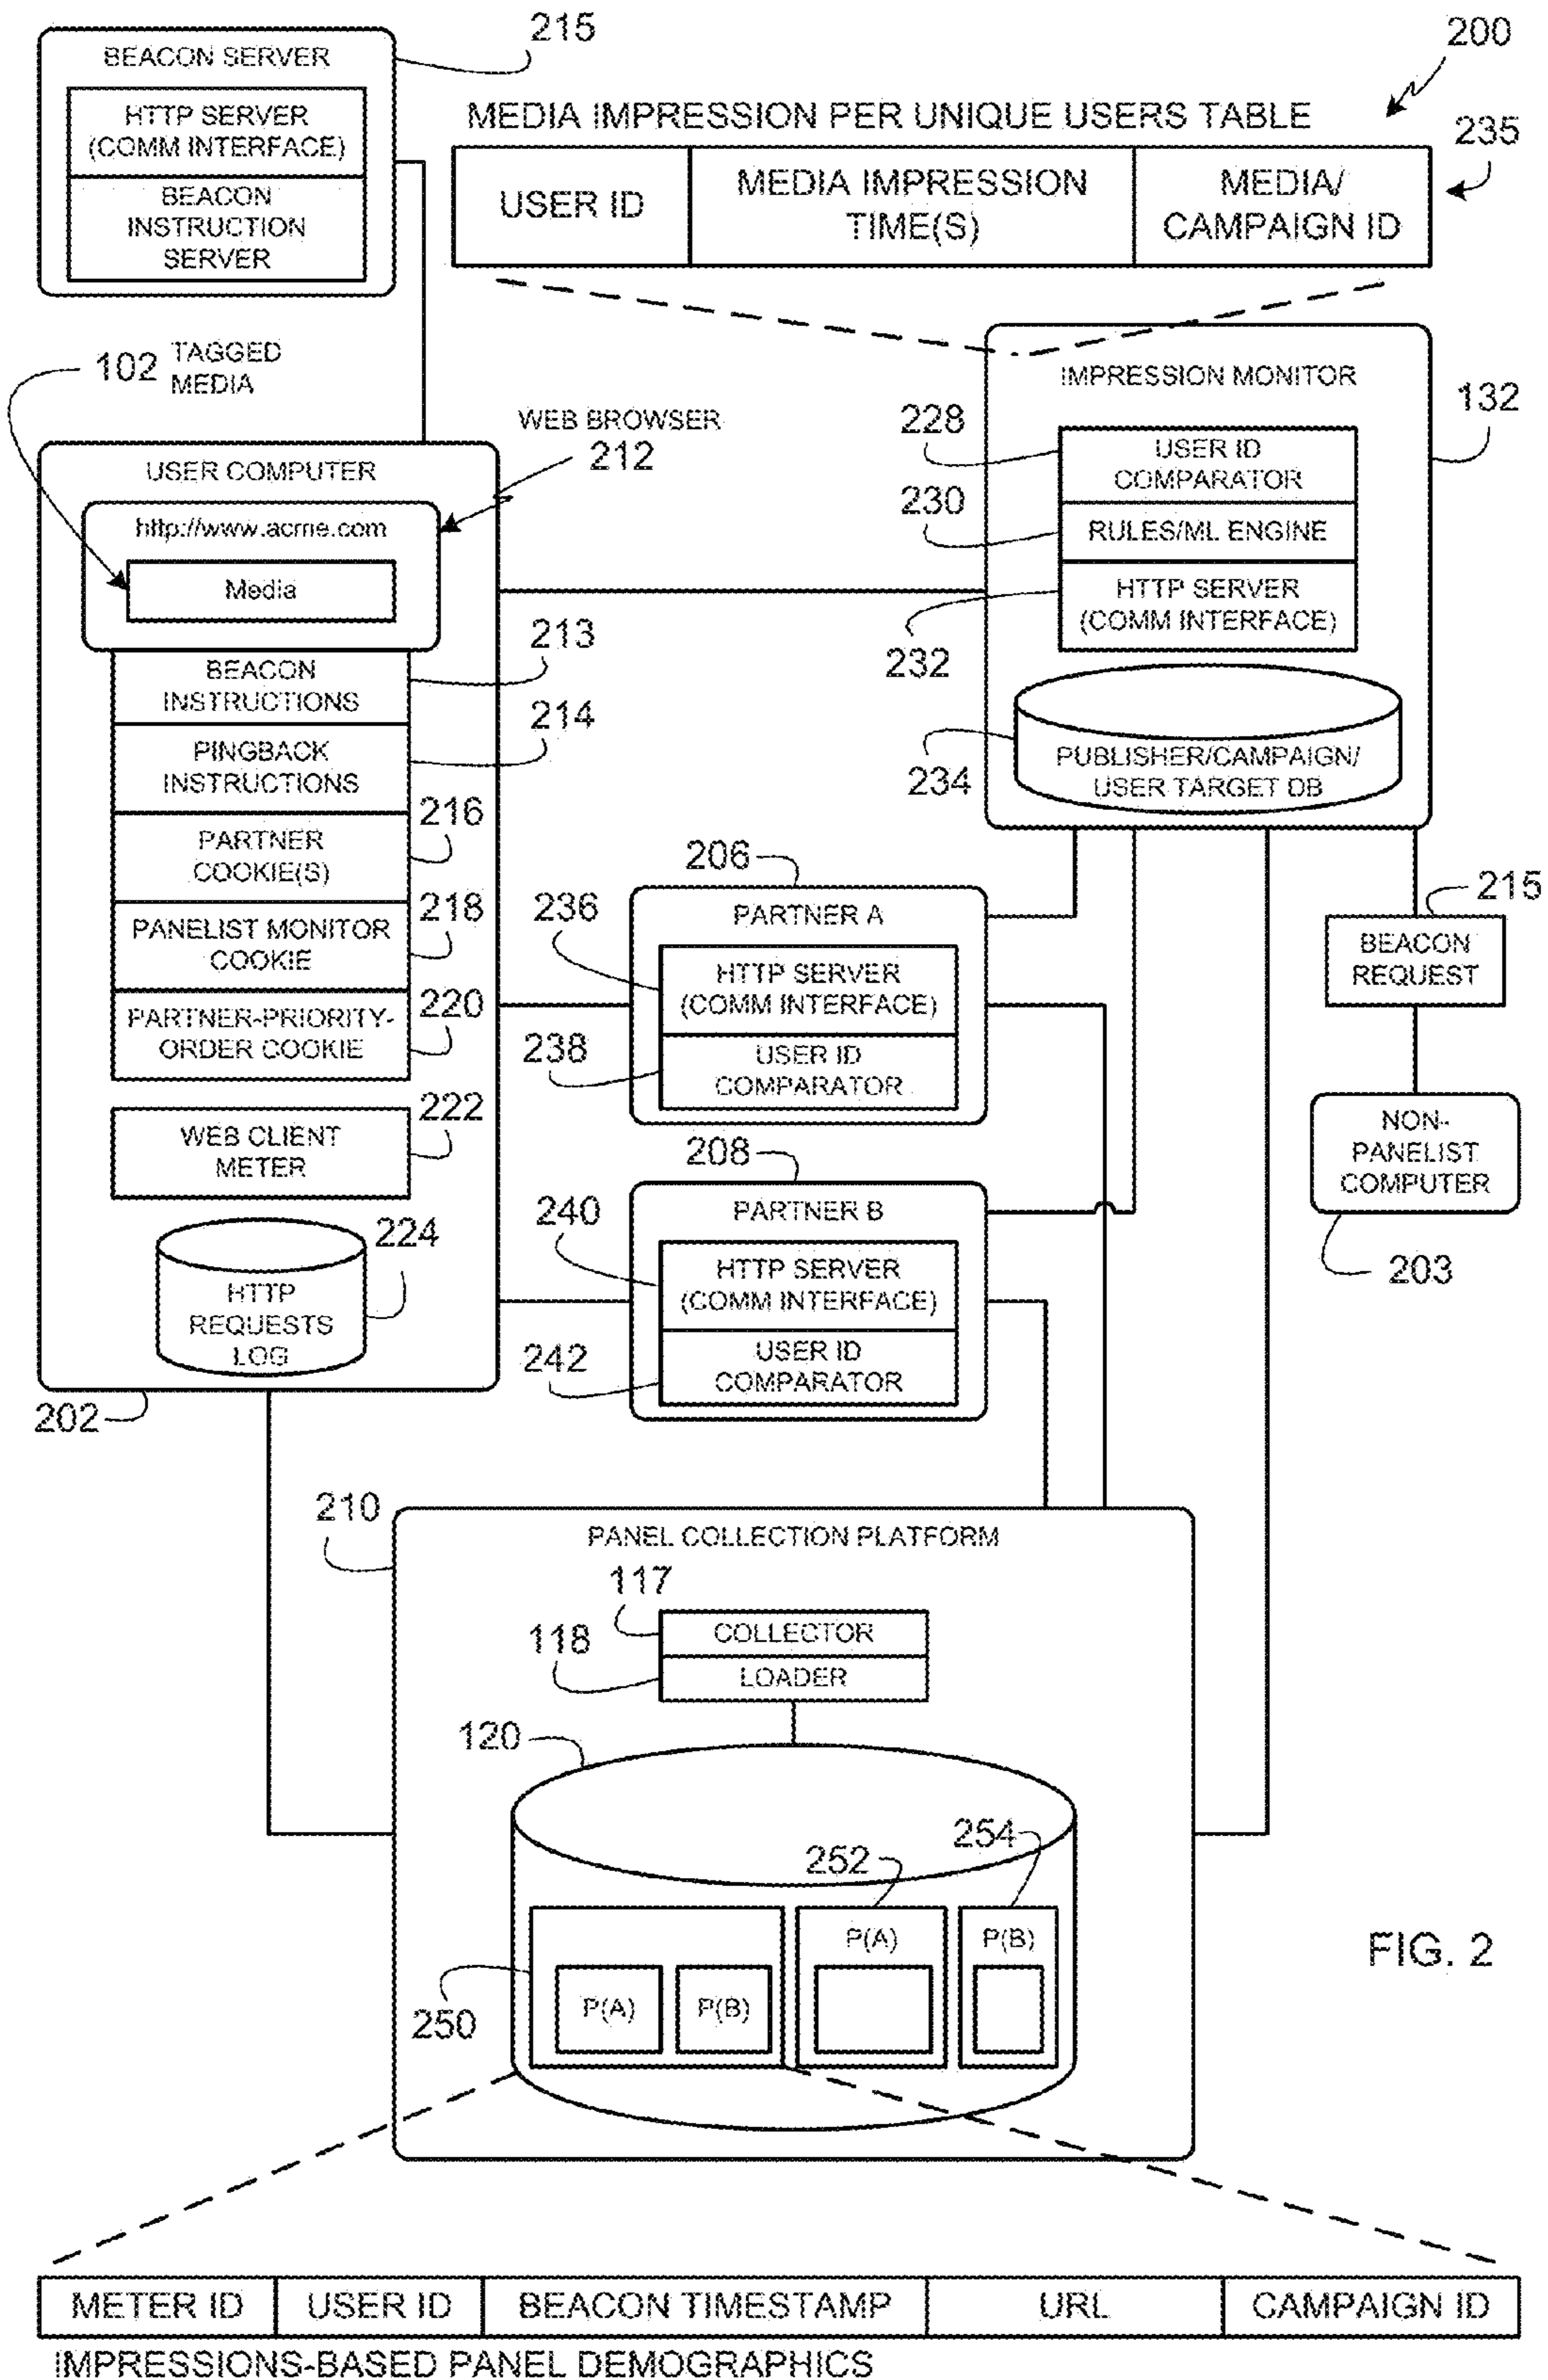 BEACON SERVER
HTTP SERVER
(COMM INTERFACE)
BEACON
INSTRUCTION
SERVER
215
200
MEDIA IMPRESSION PER UNIQUE USERS TABLE
235
USER ID
MEDIA IMPRESSION
TIME(S)
MEDIA/
CAMPAIGN ID
102
TAGGED
MEDIA
WEB BROWSER
212
USER COMPUTER
http://www.acme.com
Media
BEACON
INSTRUCTIONS
213
PINGBACK
INSTRUCTIONS
214
PARTNER
COOKIE(S)
216
PANELIST MONITOR
COOKIE
218
PARTNER-PRIORITY-
ORDER COOKIE
220
WEB CLIENT
METER
222
HTTP
REQUESTS
LOG
224
202
IMPRESSION MONITOR
132
228
USER ID
COMPARATOR
230
RULES/ML ENGINE
HTTP SERVER
(COMM INTERFACE)
232
PUBLISHER/CAMPAIGN/
USER TARGET DB
234
206
PARTNER A
236
HTTP SERVER
(COMM INTERFACE)
238
USER ID
COMPARATOR
208
PARTNER B
240
HTTP SERVER
(COMM INTERFACE)
242
USER ID
COMPARATOR
215
BEACON
REQUEST
NON-
PANELIST
COMPUTER
203
210
PANEL COLLECTION PLATFORM
117
COLLECTOR
118
LOADER
120
252
254
P(A)
P(B)
250
P(A)
P(B)
FIG. 2
METER ID
USER ID
BEACON TIMESTAMP
URL
CAMPAIGN ID
IMPRESSIONS-BASED PANEL DEMOGRAPHICS